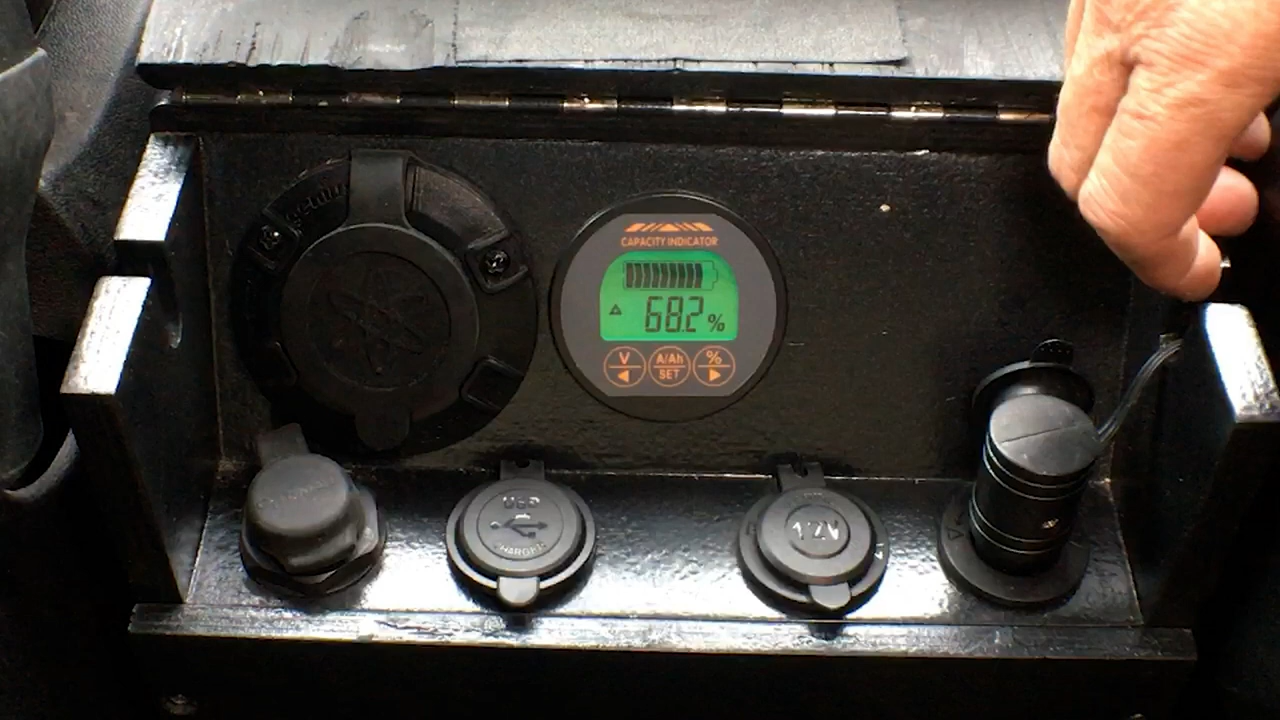 CAPACITY INDICATOR
68.2 %
V
A/Ah
SET
%
USB
CHARGER
12V